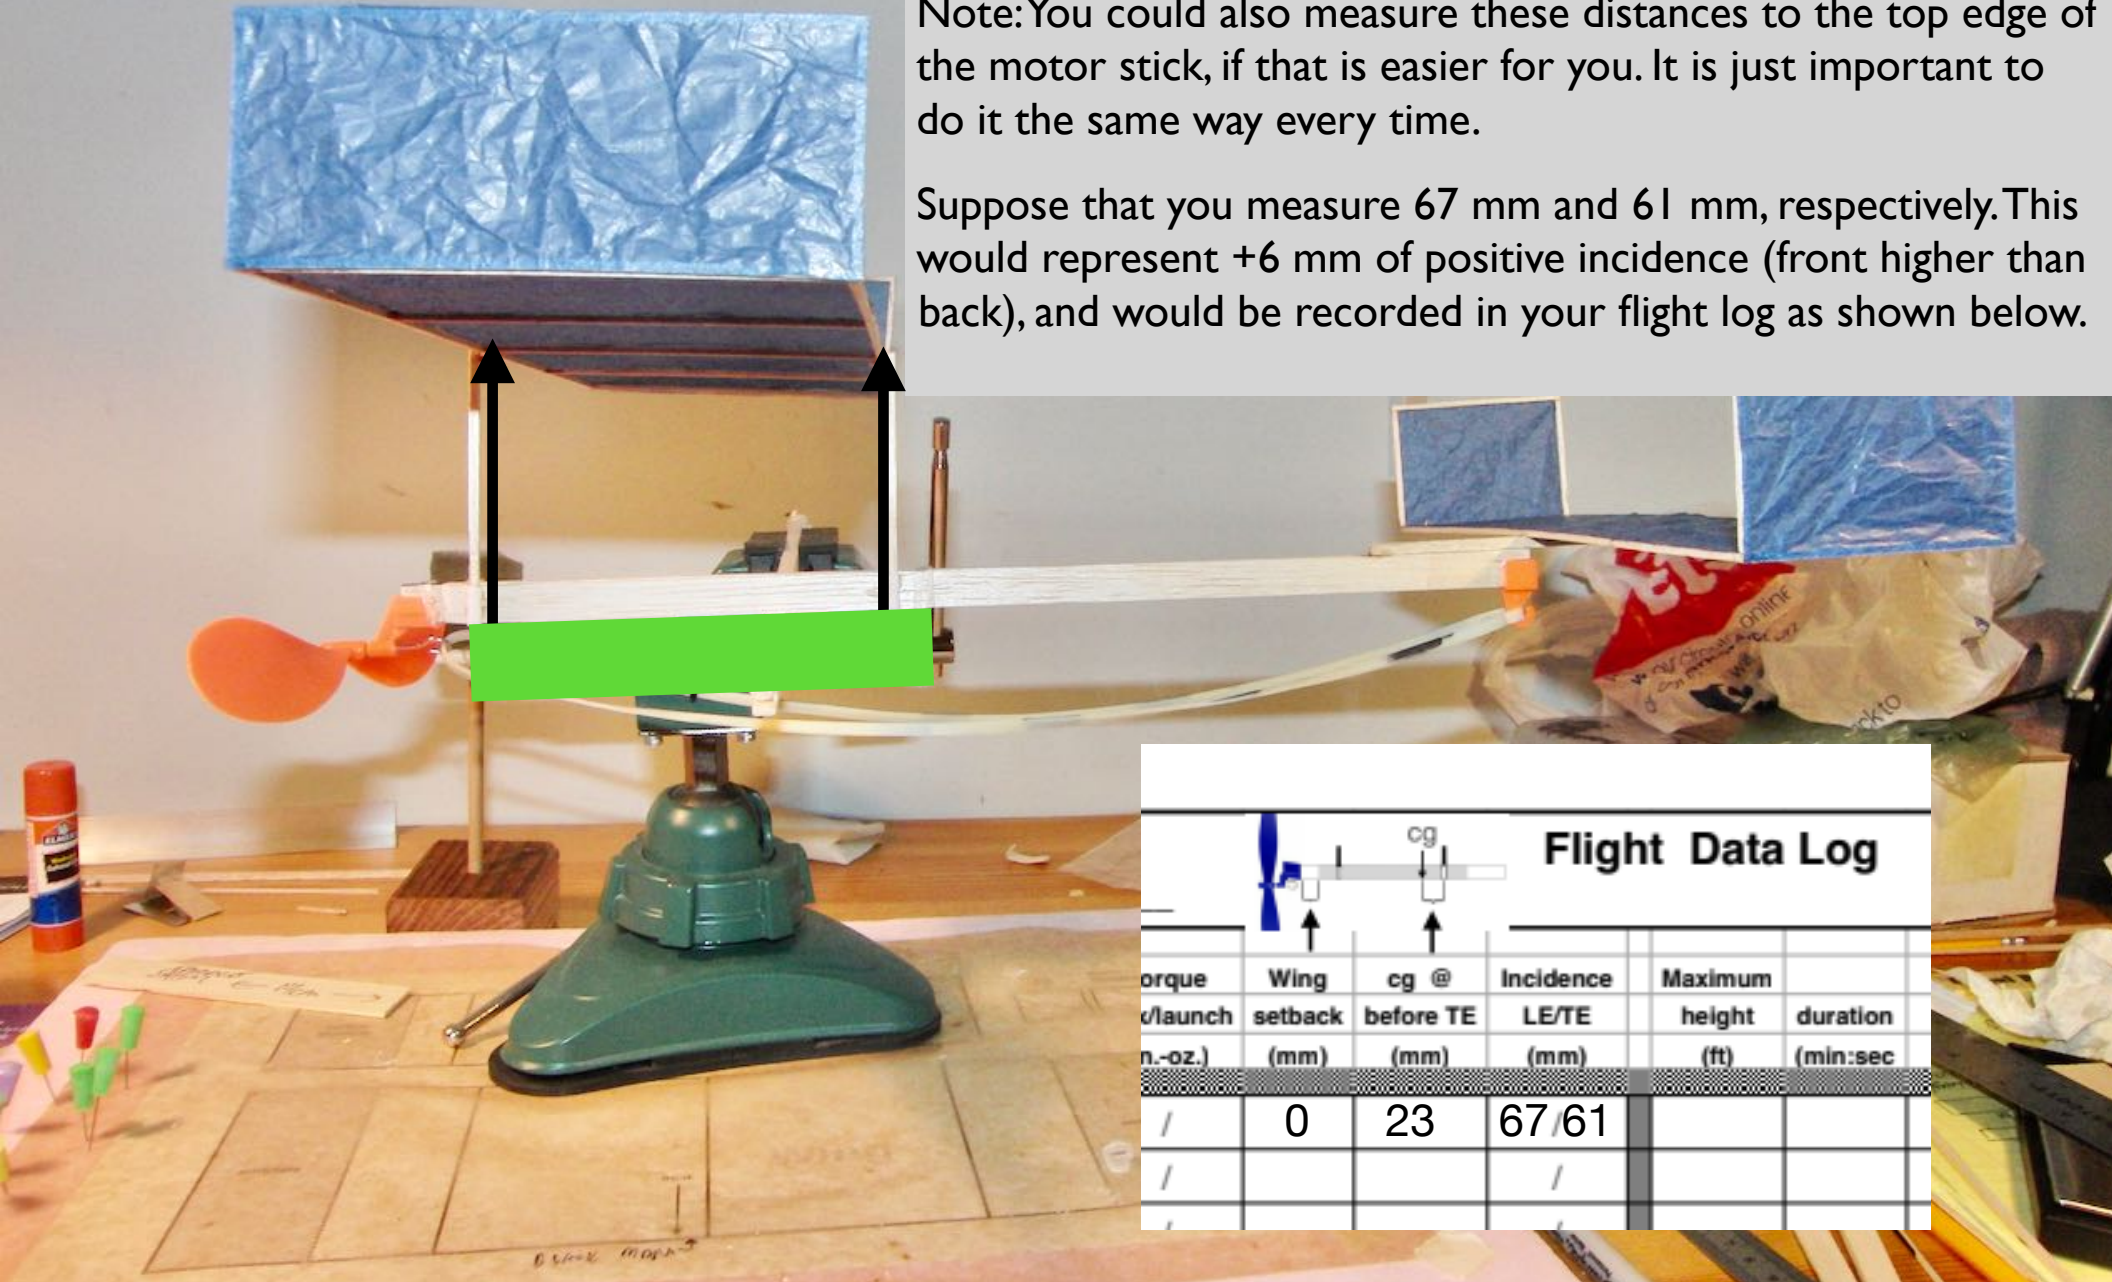 Note: You could also measure these distances to the top edge of
the motor stick, if that is easier for you. It is just important to
do it the same way every time.
Suppose that you measure 67 mm and 61 mm, respectively. This
would represent +6 mm of positive incidence (front higher than
back), and would be recorded in your flight log as shown below.
cg
Flight Data Log
orque Wing cg @ Incidence Maximum
/launch setback before TE LE/TE height duration
n.-oz.) (mm) (mm) (mm) (ft) (min:sec
/ 0 23 67/61
/ /
ELMER'S
online